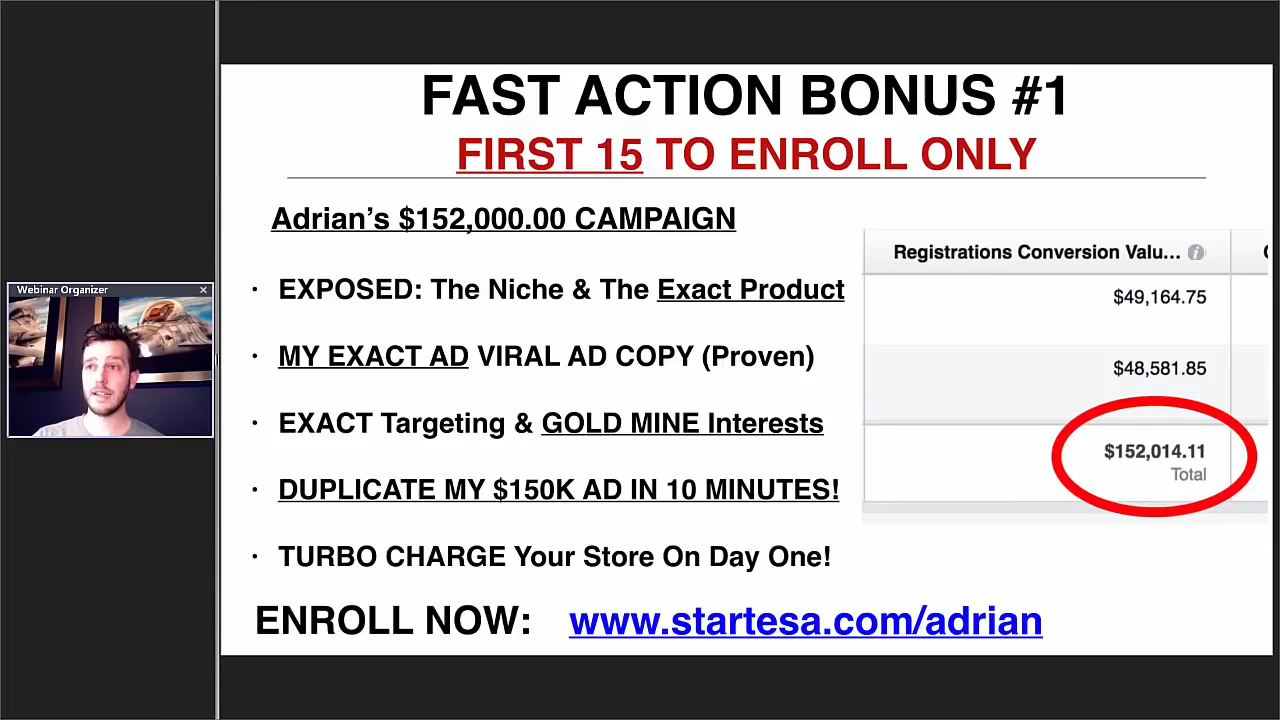 FAST ACTION BONUS #1
FIRST 15 TO ENROLL ONLY
Adrian's $152,000.00 CAMPAIGN
· EXPOSED: The Niche & The Exact Product
· MY EXACT AD VIRAL AD COPY (Proven)
· EXACT Targeting & GOLD MINE Interests
· DUPLICATE MY $150K AD IN 10 MINUTES!
· TURBO CHARGE Your Store On Day One!
ENROLL NOW: www.startesa.com/adrian
Registrations Conversion Valu...
$49,164.75
$48,581.85
$152,014.11
Total
Webinar Organizer